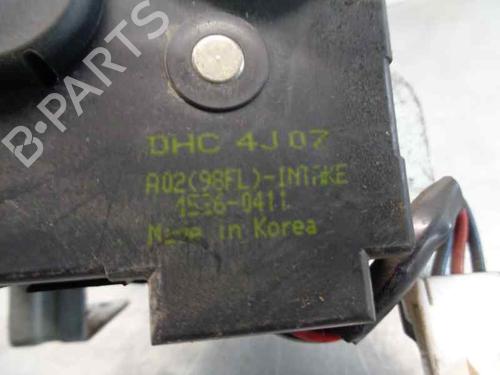 DHC 4J 07
A02(98FL)-INTAKE
1536-0411
Made in Korea
B-PARTS